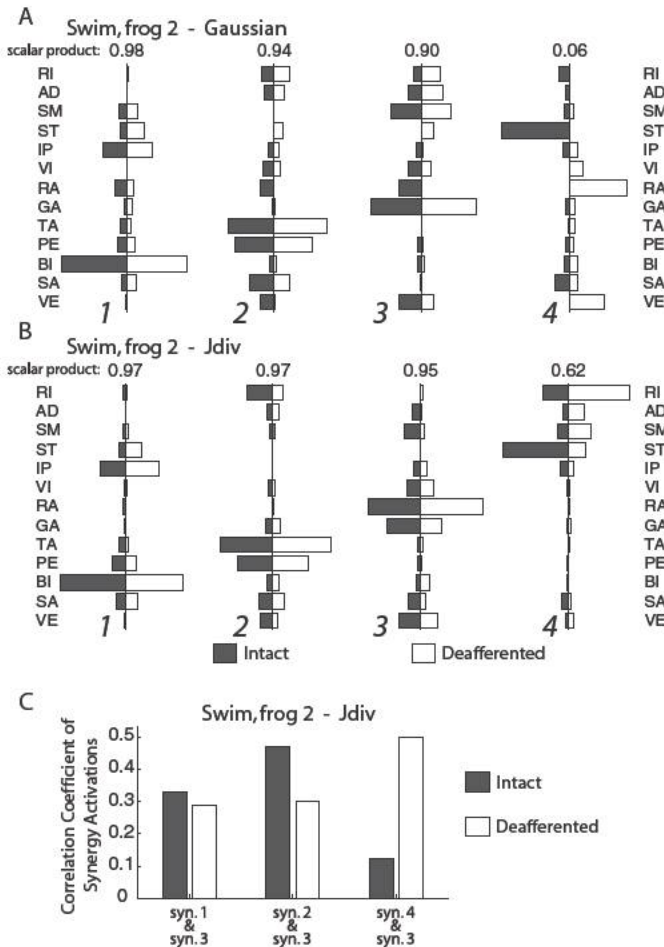 A
Swim, frog 2 - Gaussian
scalar product: 0.98 0.94 0.90 0.06
RI RI
AD AD
SM SM
ST ST
IP IP
VI VI
RA RA
GA GA
TA TA
PE PE
BI BI
SA SA
VE 1 2 3 4 VE
B
Swim, frog 2 - Jdiv
scalar product: 0.97 0.97 0.95 0.62
RI RI
AD AD
SM SM
ST ST
IP IP
VI VI
RA RA
GA GA
TA TA
PE PE
BI BI
SA SA
VE 1 2 3 4 VE
Intact Deafferented
C
Swim, frog 2 - Jdiv
Correlation Coefficient of
Synergy Activations
0.5
0.4
0.3
0.1
0
syn. 1 & syn. 3
syn. 2 & syn. 3
syn. 4 & syn. 3
Intact
Deafferented